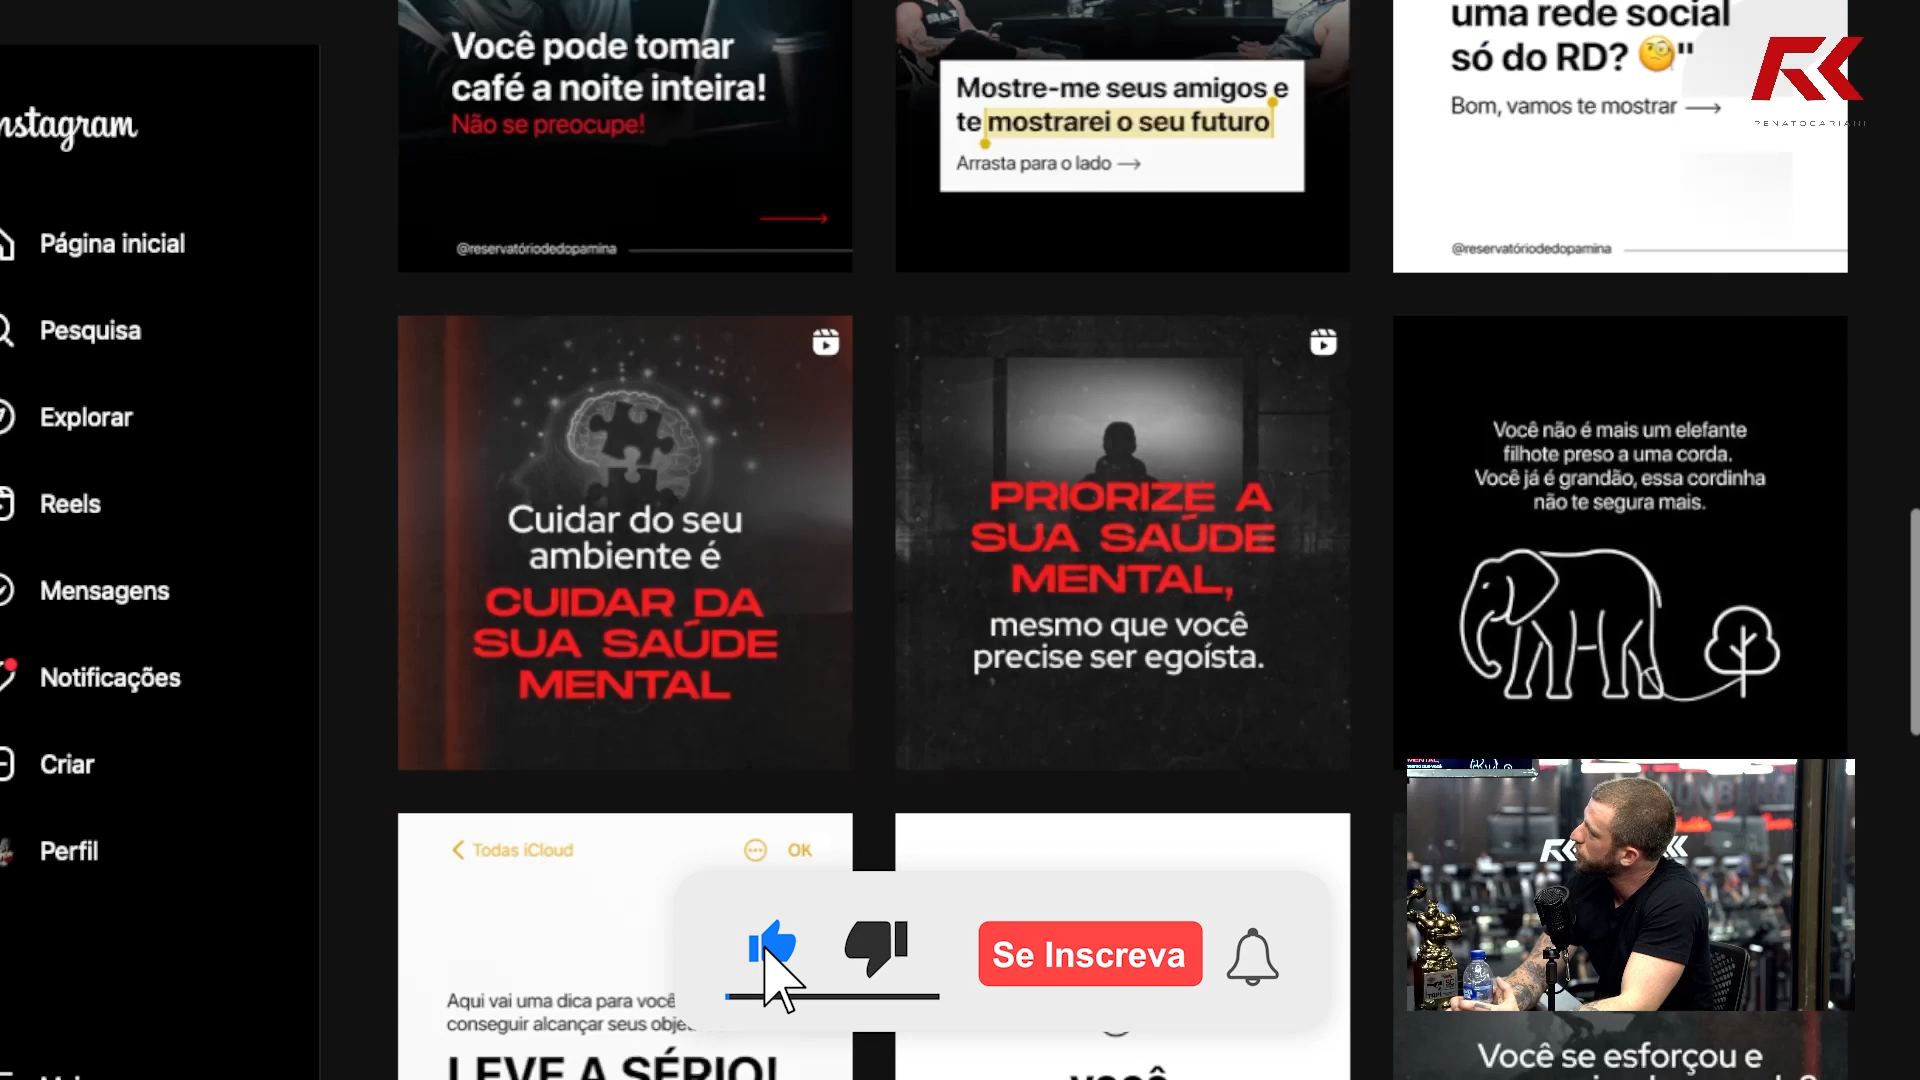 Instagram
Página inicial
Pesquisa
Explorar
Reels
Mensagens
Notificações
Criar
Perfil
Você pode tomar
café a noite inteira!
Não se preocupe!
@reservatóriodedopamina
Mostre-me seus amigos e
te mostrarei o seu futuro
Arrasta para o lado →
uma rede social
só do RD? 🧐"
Bom, vamos te mostrar →
@reservatóriodedopamina
RK
RENATOCARIANI
Cuidar do seu
ambiente é
CUIDAR DA
SUA SAÚDE
MENTAL
PRIORIZE A
SUA SAÚDE
MENTAL,
mesmo que você
precise ser egoísta.
Você não é mais um elefante
filhote preso a uma corda.
Você já é grandão, essa cordinha
não te segura mais.
Todas iCloud
OK
Aqui vai uma dica para você
conseguir alcançar seus obje
LEVE A SÉRIO!
Se Inscreva
VOCÊ
Você se esforçou e